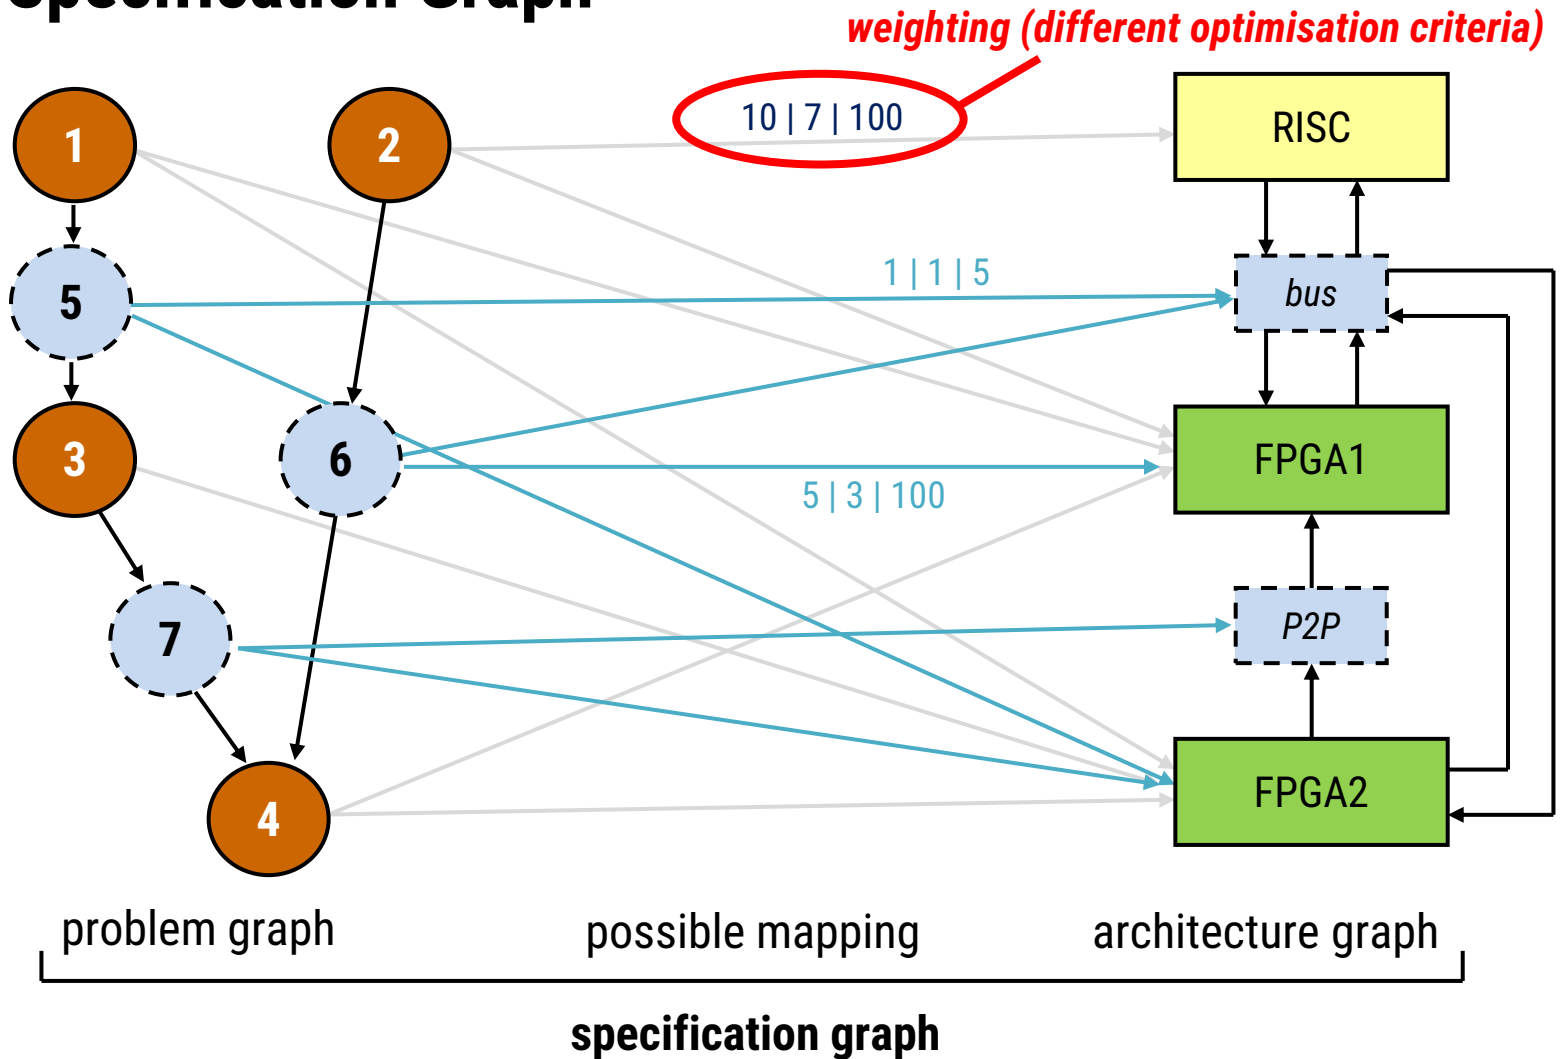 Specification Graph
weighting (different optimisation criteria)
10 | 7 | 100
RISC
1
2
1 | 1 | 5
bus
5
3
6
FPGA1
5 | 3 | 100
7
P2P
4
FPGA2
problem graph
possible mapping
architecture graph
specification graph